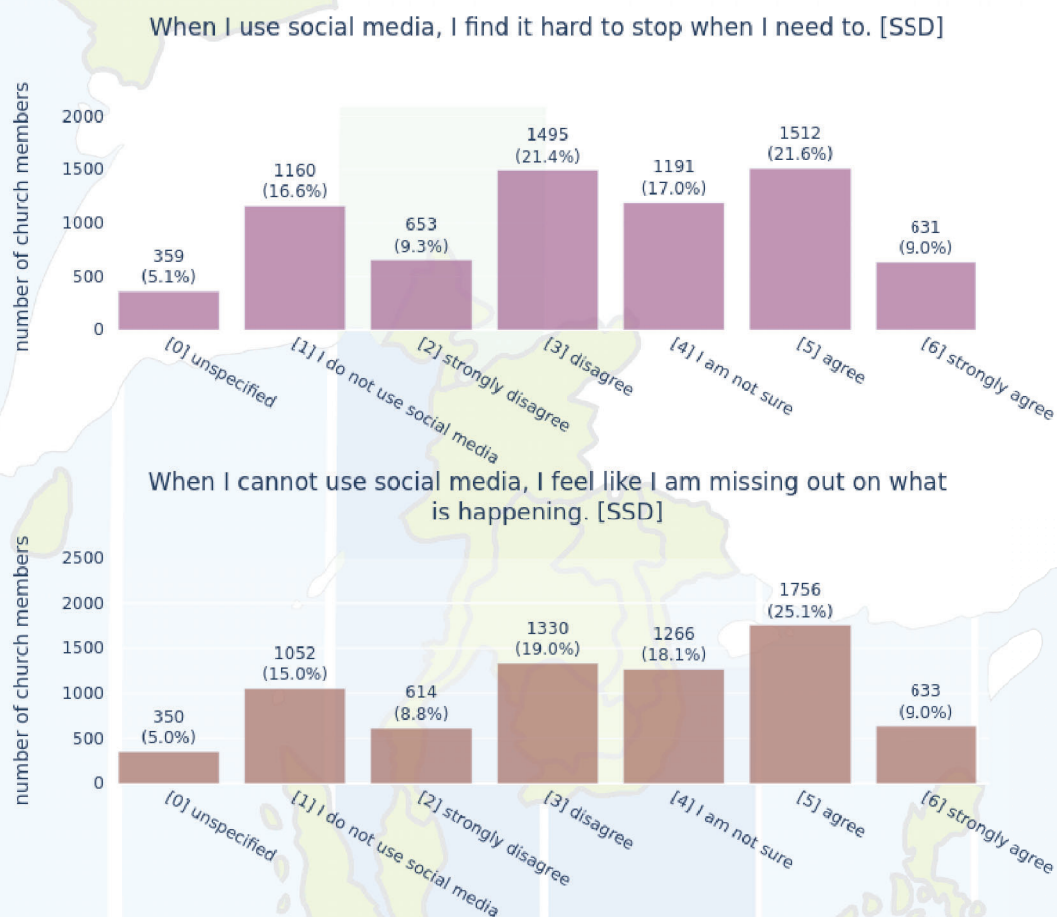 When I use social media, I find it hard to stop when I need to. [SSD]
number of church members
2000
1500
1000
500
0
359
(5.1%)
1160
(16.6%)
653
(9.3%)
1495
(21.4%)
1191
(17.0%)
1512
(21.6%)
631
(9.0%)
[0] unspecified
[1] I do not use social media
[2] strongly disagree
[3] disagree
[4] I am not sure
[5] agree
[6] strongly agree
When I cannot use social media, I feel like I am missing out on what
is happening. [SSD]
number of church members
2500
2000
1500
1000
500
0
350
(5.0%)
1052
(15.0%)
614
(8.8%)
1330
(19.0%)
1266
(18.1%)
1756
(25.1%)
633
(9.0%)
[0] unspecified
[1] I do not use social media
[2] strongly disagree
[3] disagree
[4] I am not sure
[5] agree
[6] strongly agree